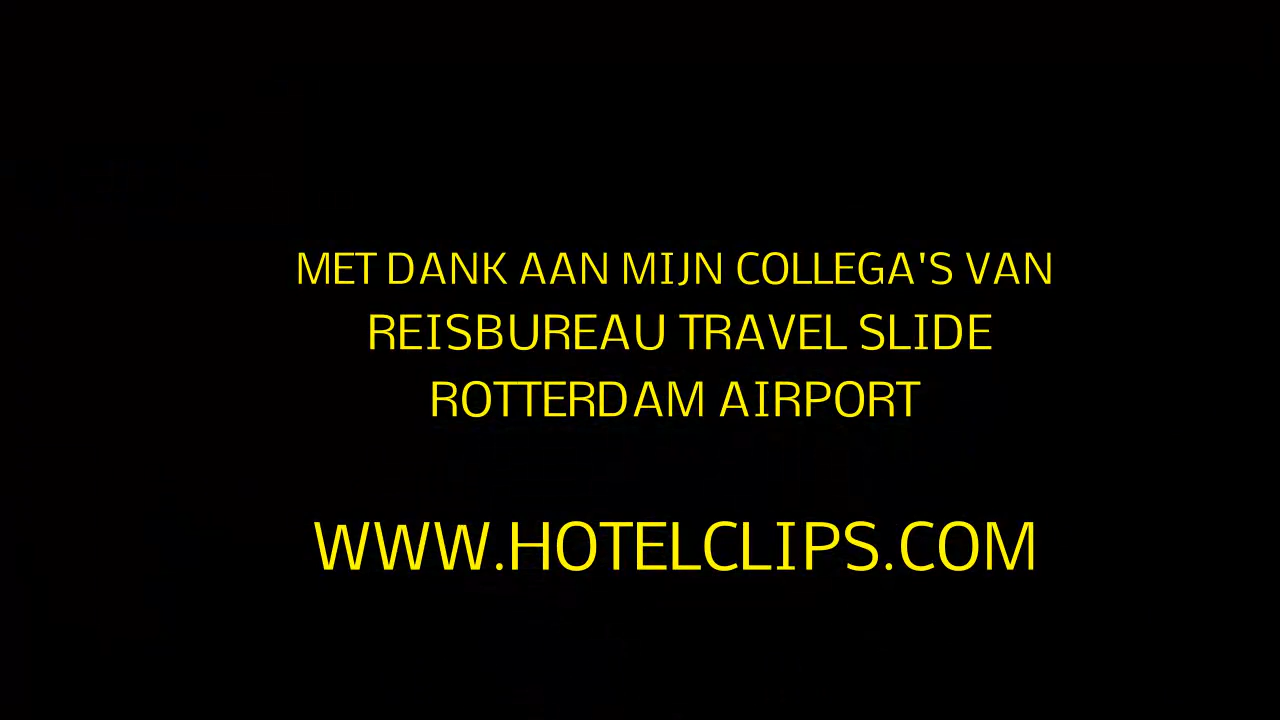 MET DANK AAN MIJN COLLEGA'S VAN
REISBUREAU TRAVEL SLIDE
ROTTERDAM AIRPORT
WWW.HOTELCLIPS.COM